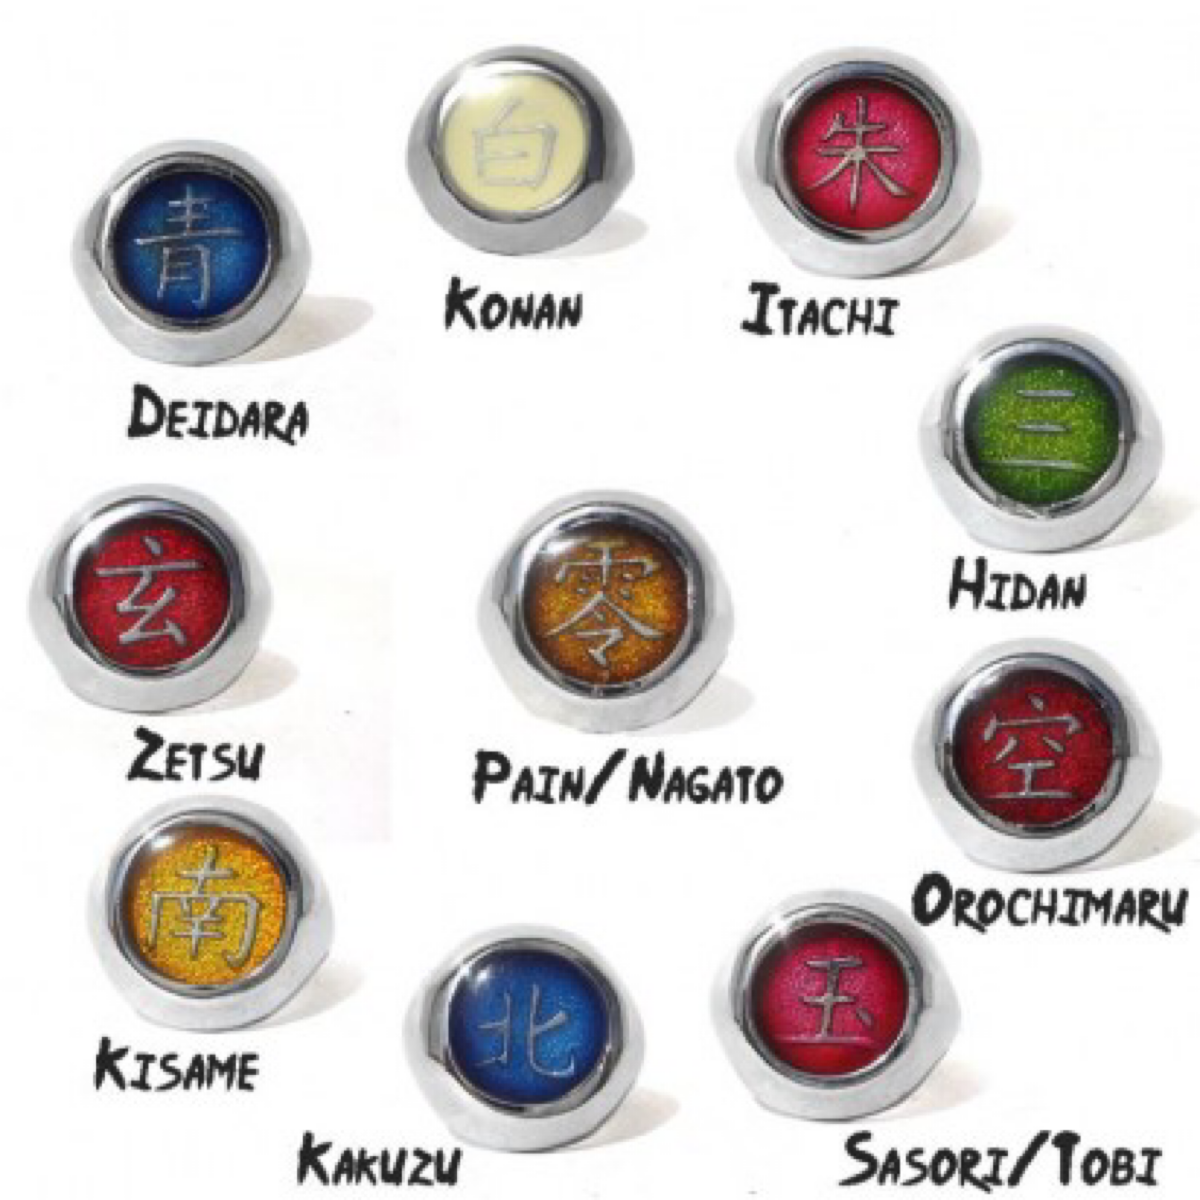 白
朱
青
Konan
Itachi
三
Deidara
Hidan
玄
零
空
Zetsu
Pain/Nagato
Orochimaru
南
北
玉
Kisame
Kakuzu
Sasori/Tobi